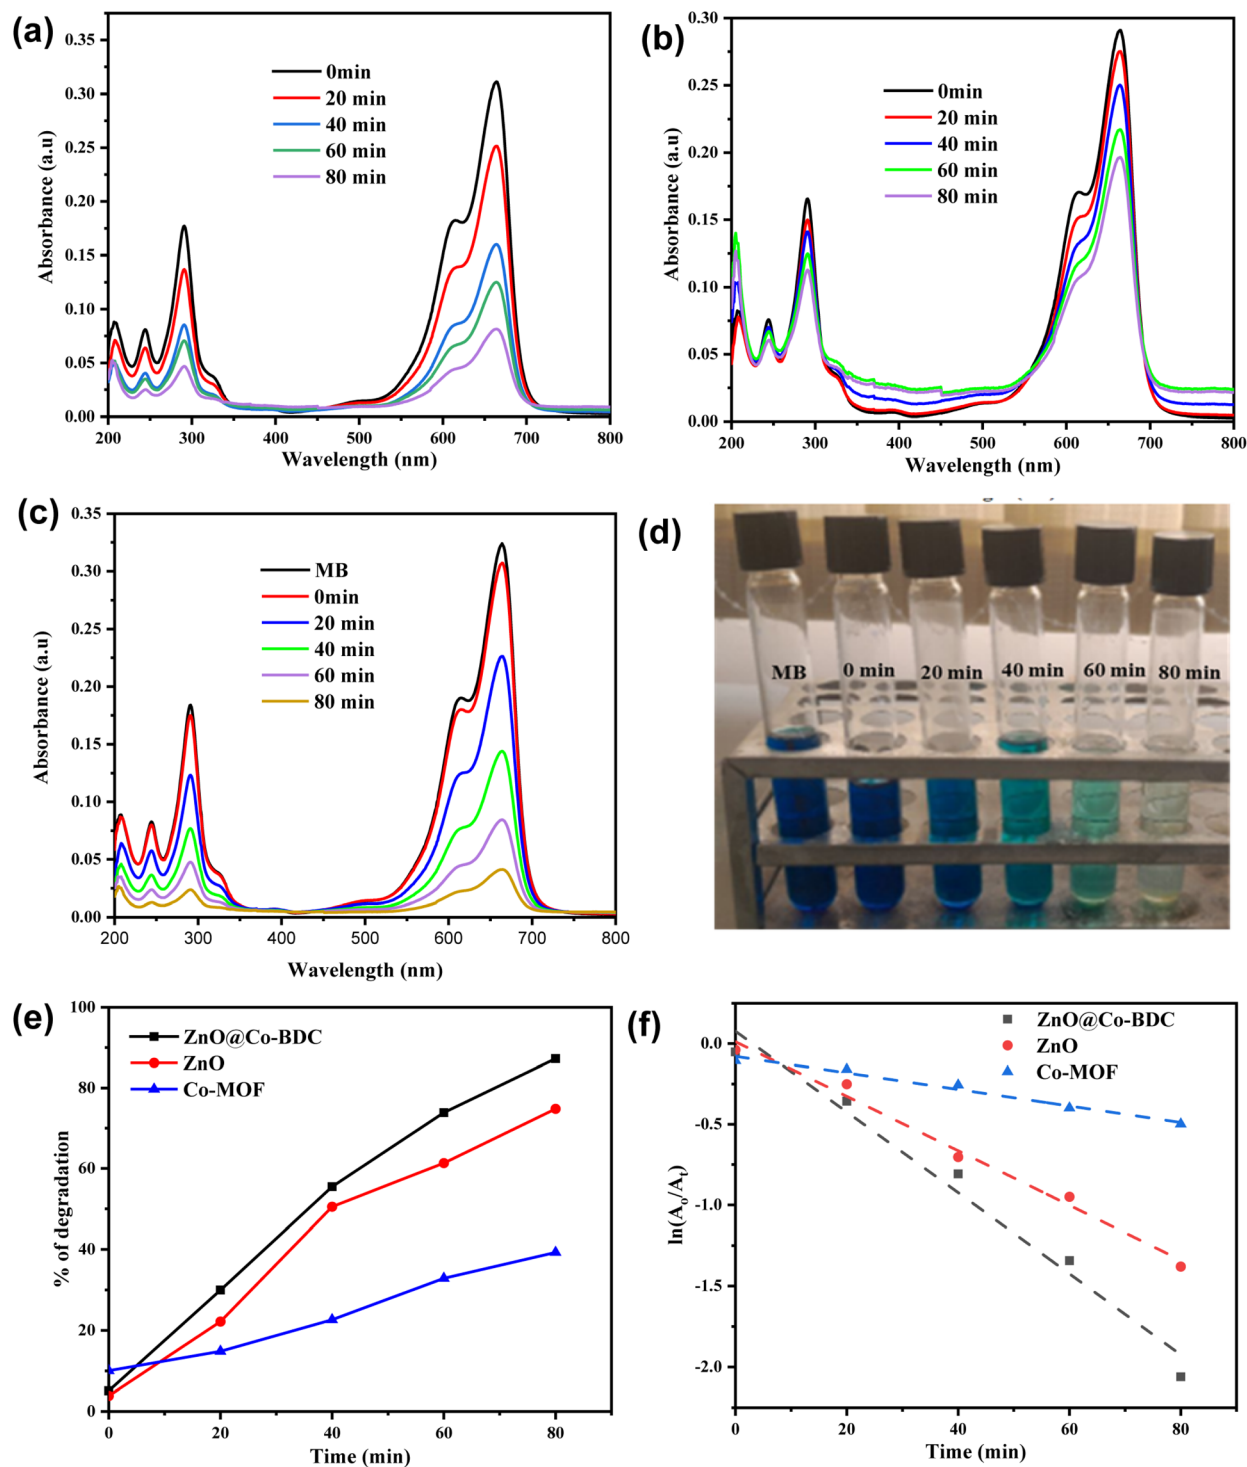 (a)
0.35
0.30
0.25
0.20
0.15
0.10
0.05
0.00
Absorbance (a.u)
0min
20 min
40 min
60 min
80 min
200 300 400 500 600 700 800
Wavelength (nm)
(b)
0.30
0.25
0.20
0.15
0.10
0.05
0.00
Absorbance (a.u)
0min
20 min
40 min
60 min
80 min
200 300 400 500 600 700 800
Wavelength (nm)
(c)
0.35
0.30
0.25
0.20
0.15
0.10
0.05
0.00
Absorbance (a.u)
MB
0min
20 min
40 min
60 min
80 min
200 300 400 500 600 700 800
Wavelength (nm)
(d)
MB 0 min 20 min 40 min 60 min 80 min
(e)
100
80
60
40
20
0
% of degradation
ZnO@Co-BDC
ZnO
Co-MOF
0 20 40 60 80
Time (min)
(f)
0.0
-0.5
-1.0
-1.5
-2.0
ln(Ao/At)
ZnO@Co-BDC
ZnO
Co-MOF
0 20 40 60 80
Time (min)